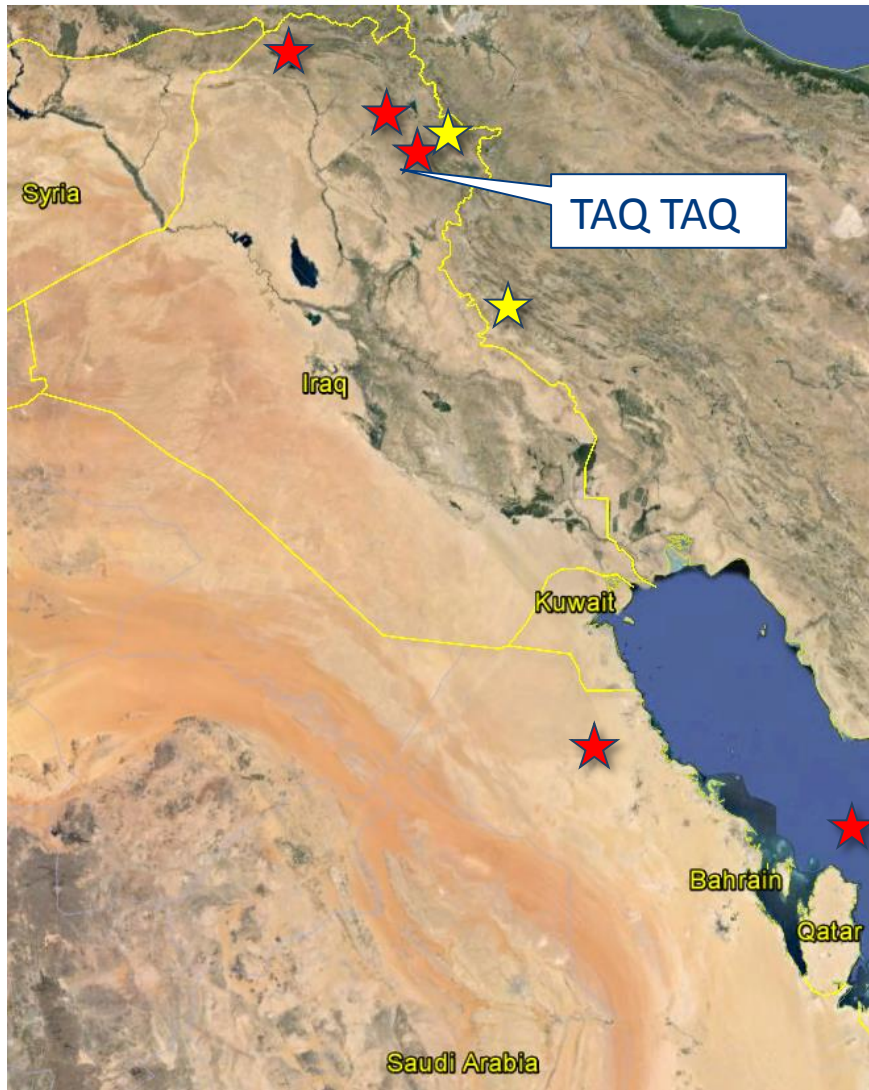 Syria
TAQ TAQ
Iraq
Kuwait
Bahrain
Qatar
Saudi Arabia